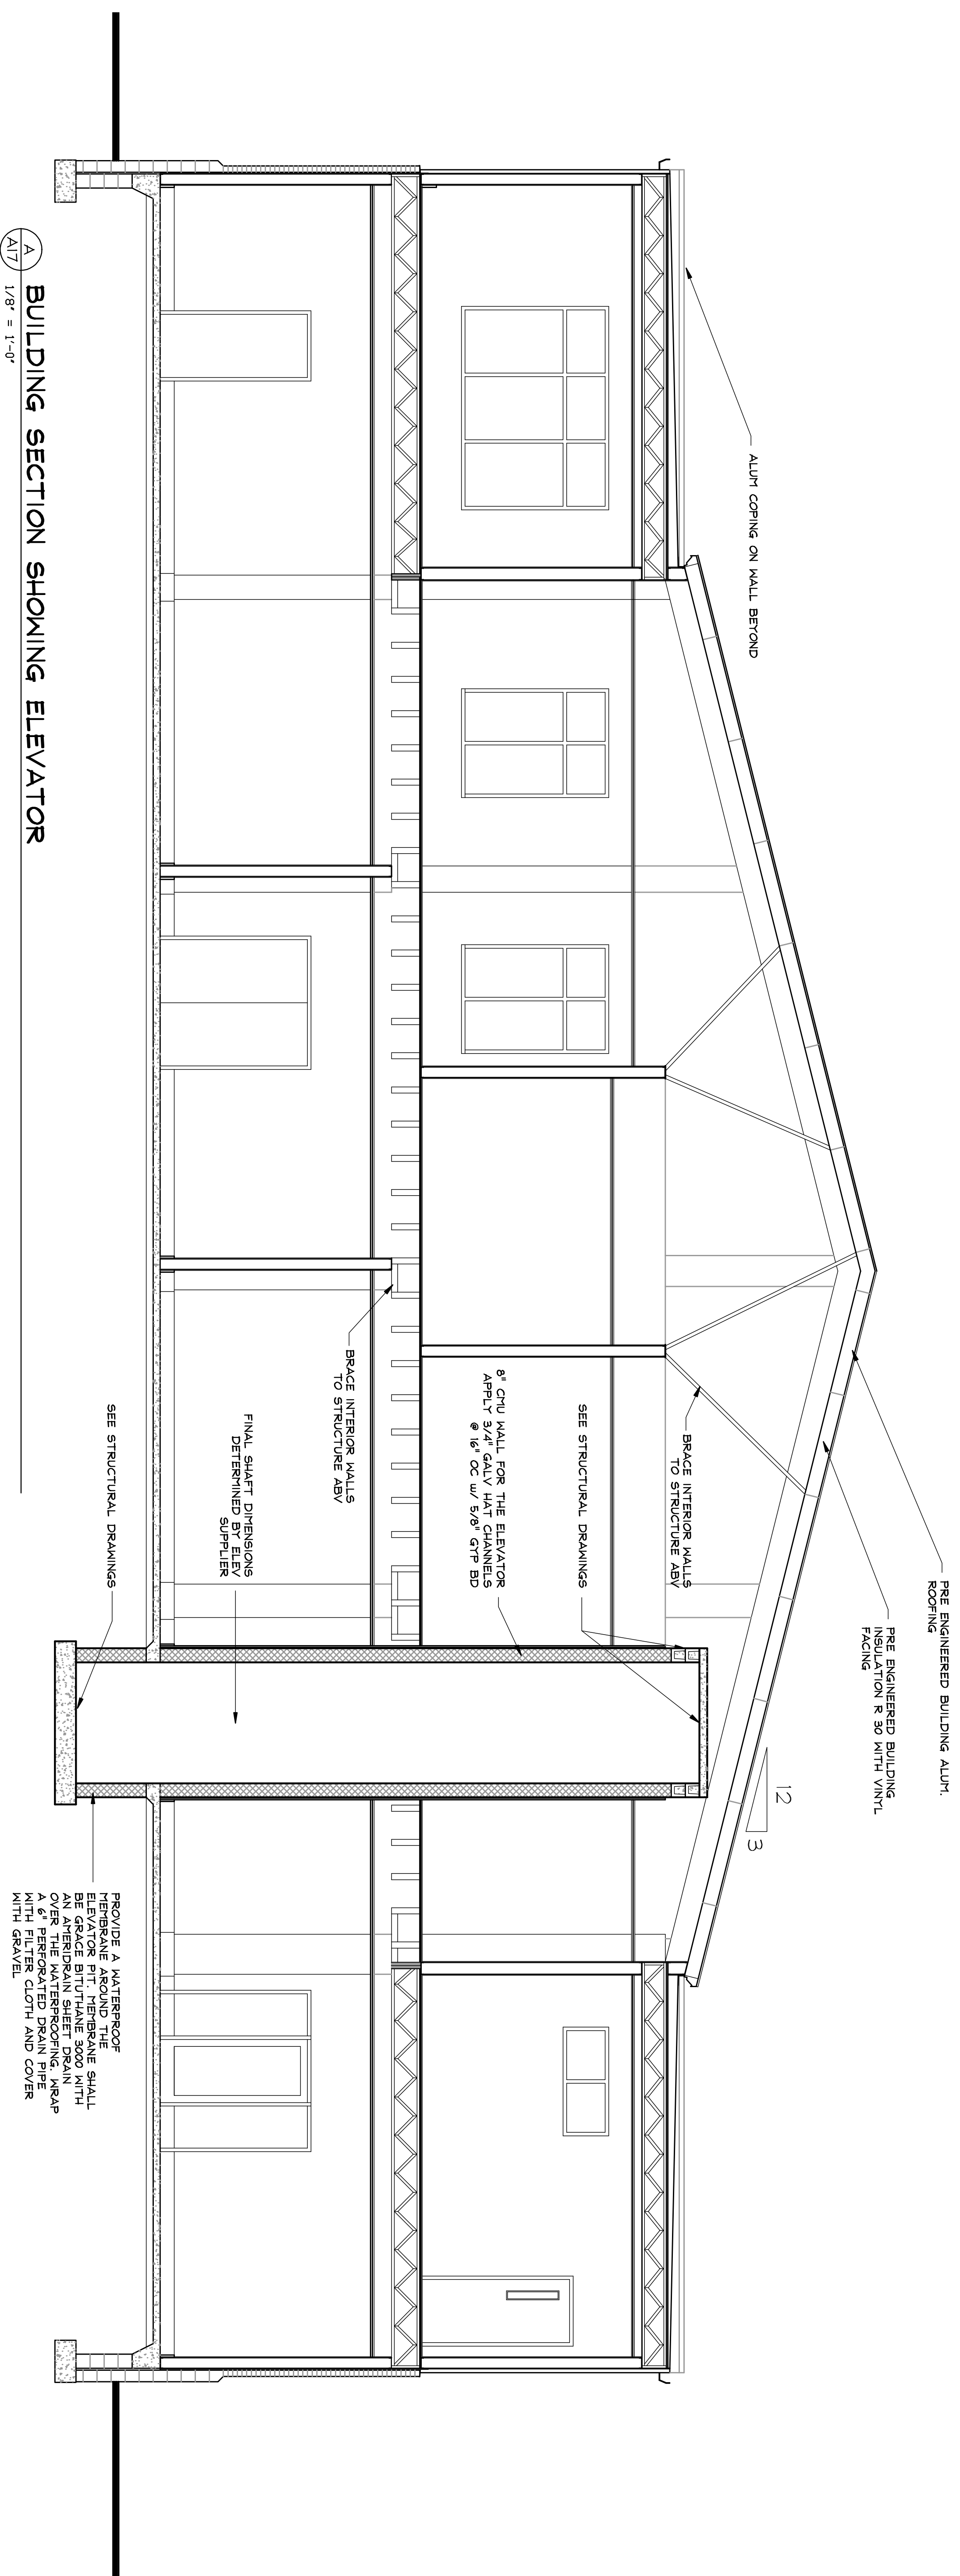 PRE ENGINEERED BUILDING ALUM.
ROOFING
PRE ENGINEERED BUILDING
INSULATION R 30 WITH VINYL
FACING
12
3
ALUM COPING ON WALL BEYOND
BRACE INTERIOR WALLS
TO STRUCTURE ABV
SEE STRUCTURAL DRAWINGS
8" CMU WALL FOR THE ELEVATOR
APPLY 3/4" GALV HAT CHANNELS
@ 16" OC w/ 5/8" GYP BD
BRACE INTERIOR WALLS
TO STRUCTURE ABV
FINAL SHAFT DIMENSIONS
DETERMINED BY ELEV
SUPPLIER
SEE STRUCTURAL DRAWINGS
PROVIDE A WATERPROOF
MEMBRANE AROUND THE
ELEVATOR PIT. MEMBRANE SHALL
BE GRACE BITUTHANE 3000 WITH
AN AMERIDRAIN SHEET DRAIN
OVER THE WATERPROOFING. WRAP
A 6" PERFORATED DRAIN PIPE
WITH FILTER CLOTH AND COVER
WITH GRAVEL
A
A17
BUILDING SECTION SHOWING ELEVATOR
1/8" = 1'-0"